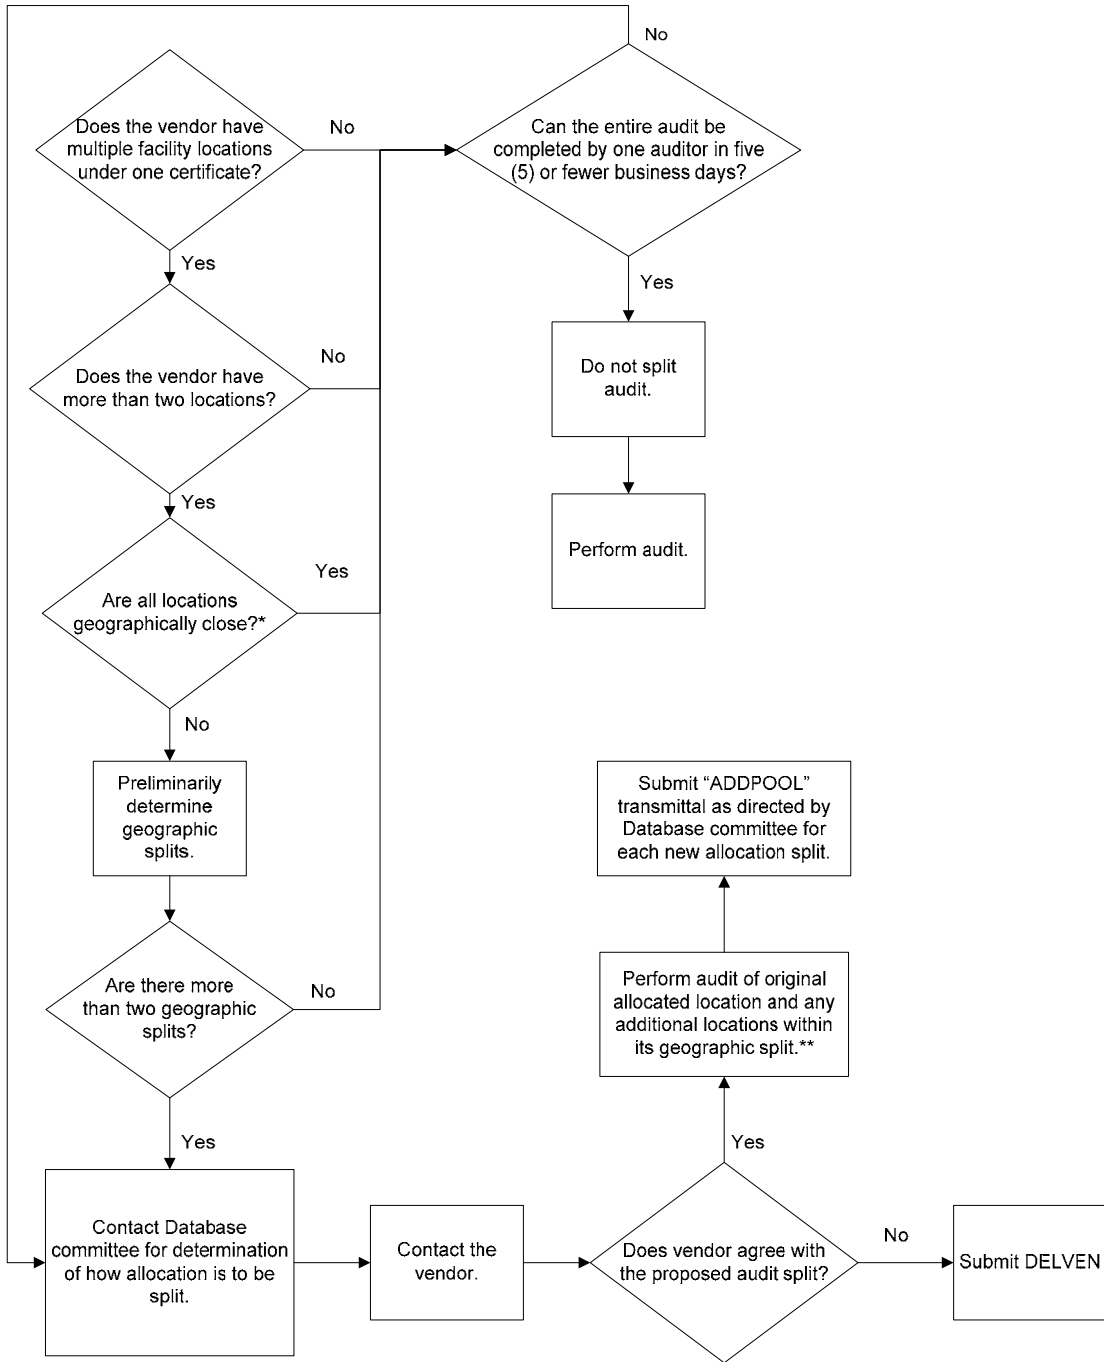 No
Does the vendor have
multiple facility locations
under one certificate?
No
Can the entire audit be
completed by one auditor in five
(5) or fewer business days?
Yes
Yes
Does the vendor have
more than two locations?
No
Do not split
audit.
Yes
Perform audit.
Are all locations
geographically close?*
Yes
No
Preliminarily
determine
geographic
splits.
Submit “ADDPOOL”
transmittal as directed by
Database committee for
each new allocation split.
Are there more
than two geographic
splits?
No
Perform audit of original
allocated location and any
additional locations within
its geographic split.**
Yes
Yes
Contact Database
committee for determination
of how allocation is to be
split.
Contact the
vendor.
Does vendor agree with
the proposed audit split?
No
Submit DELVEN